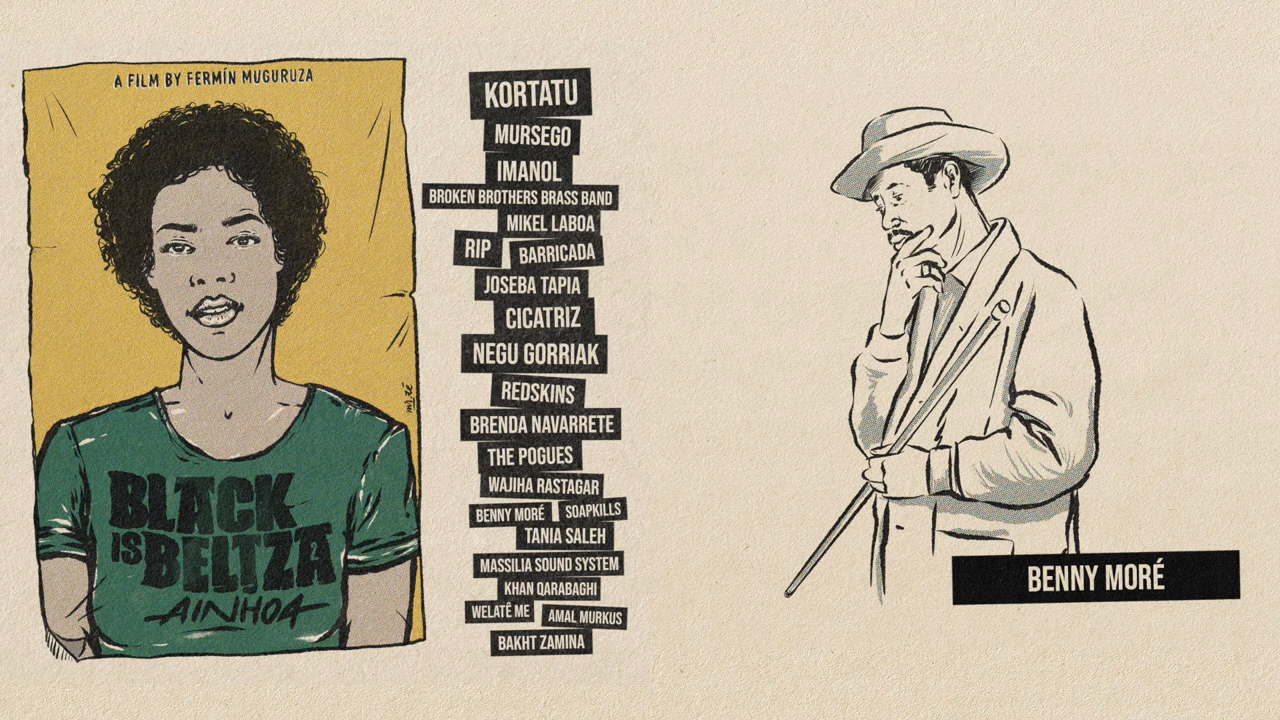 A FILM BY FERMÍN MUGURUZA
BLACK
IS BELTZA
AINHOA
mr. zé
KORTATU
MURSEGO
IMANOL
BROKEN BROTHERS BRASS BAND
MIKEL LABOA
RIP
BARRICADA
JOSEBA TAPIA
CICATRIZ
NEGU GORRIAK
REDSKINS
BRENDA NAVARRETE
THE POGUES
WAJIHA RASTAGAR
BENNY MORÉ
SOAPKILLS
TANIA SALEH
MASSILIA SOUND SYSTEM
KHAN QARABAGHI
WELATÊ ME
AMAL MURKUS
BAKHT ZAMINA
BENNY MORÉ